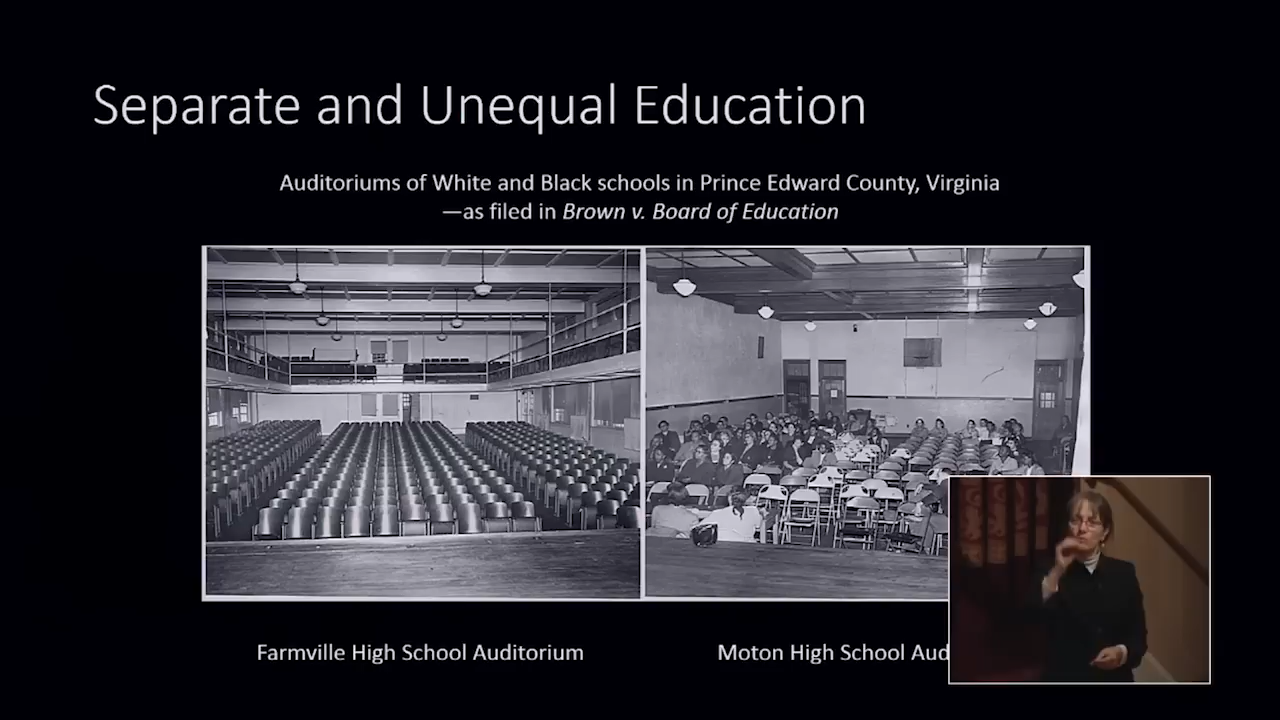 Separate and Unequal Education
Auditoriums of White and Black schools in Prince Edward County, Virginia
—as filed in Brown v. Board of Education
Farmville High School Auditorium
Moton High School Aud